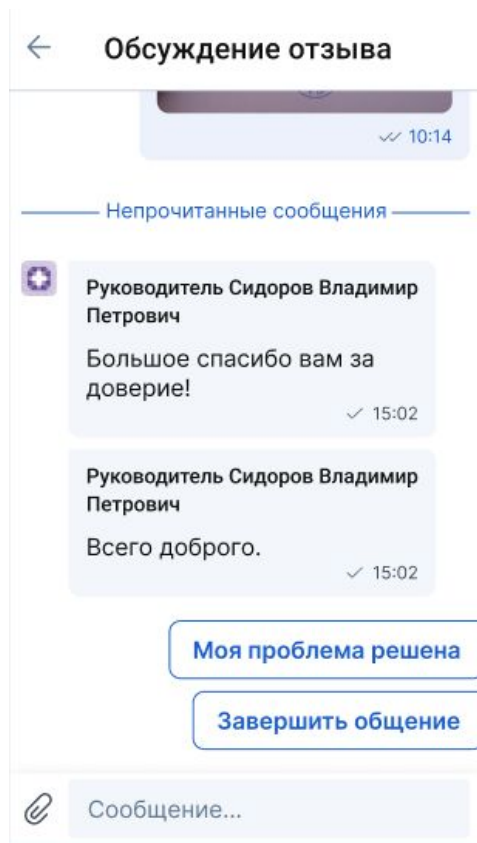 Обсуждение отзыва
10:14
Непрочитанные сообщения
Руководитель Сидоров Владимир
Петрович
Большое спасибо вам за
доверие!
15:02
Руководитель Сидоров Владимир
Петрович
Всего доброго.
15:02
Моя проблема решена
Завершить общение
Сообщение...